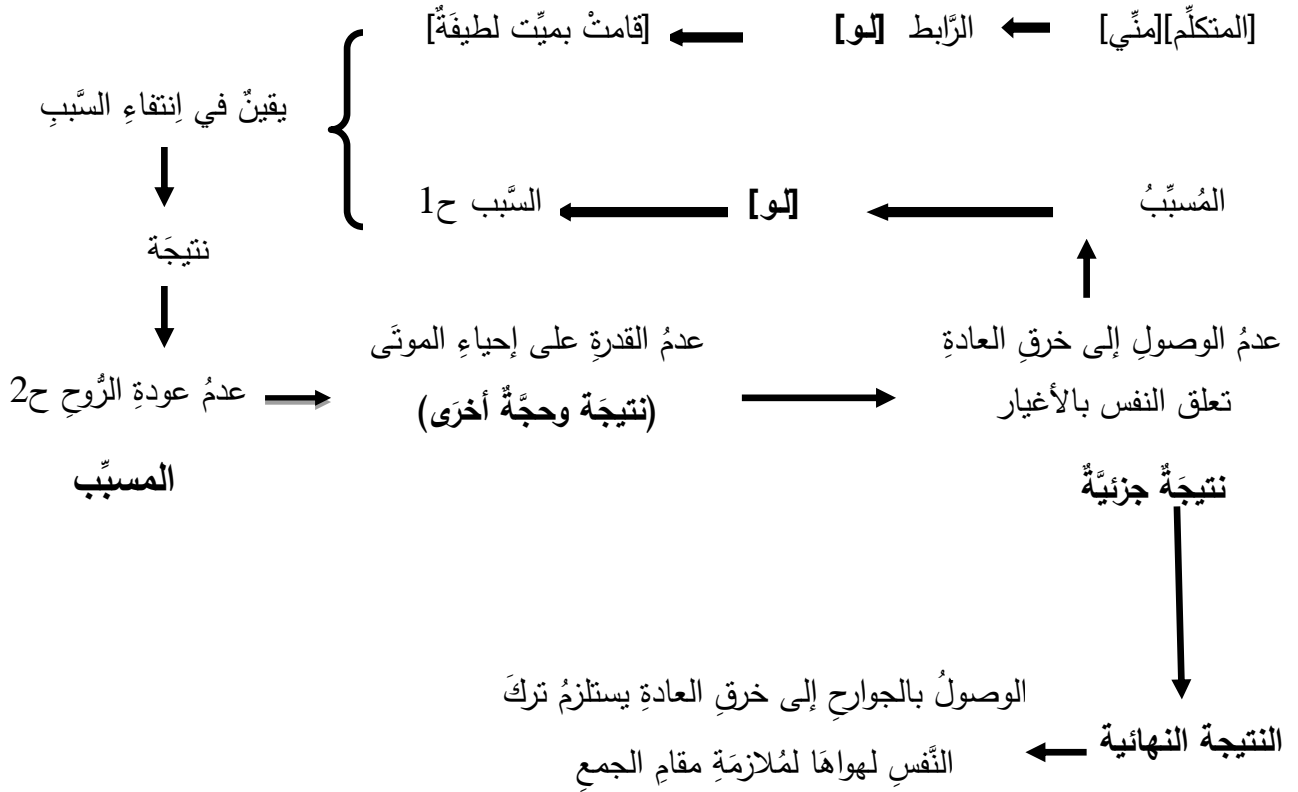 [المتكلِّم][منِّي] الرَّابط [لـو] [قامتْ بميِّت لطيفَةٌ]
يقينٌ في اِنتفاءِ السَّببِ
المُسبِّبُ [لـو] السَّبب ح1
نتيجَة
عدمُ الوصولِ إلى خرقِ العادةِ
تعلق النفس بالأغيار
نتيجَةٌ جزئيَّةٌ
عدمُ القدرةِ على إحياءِ الموتَى
(نتيجَة وحجَّةٌ أخرَى)
عدمُ عودةِ الرُّوحِ ح2
المسبِّب
الوصولُ بالجوارحِ إلى خرقِ العادةِ يستلزمُ تركَ
النَّفسِ لهواهَا لمُلازمَةِ مقامِ الجمعِ
النتيجة النهائية